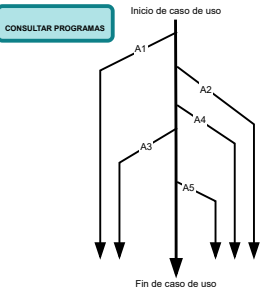 Inicio de caso de uso
CONSULTAR PROGRAMAS
A1
A2
A4
A3
A5
Fin de caso de uso